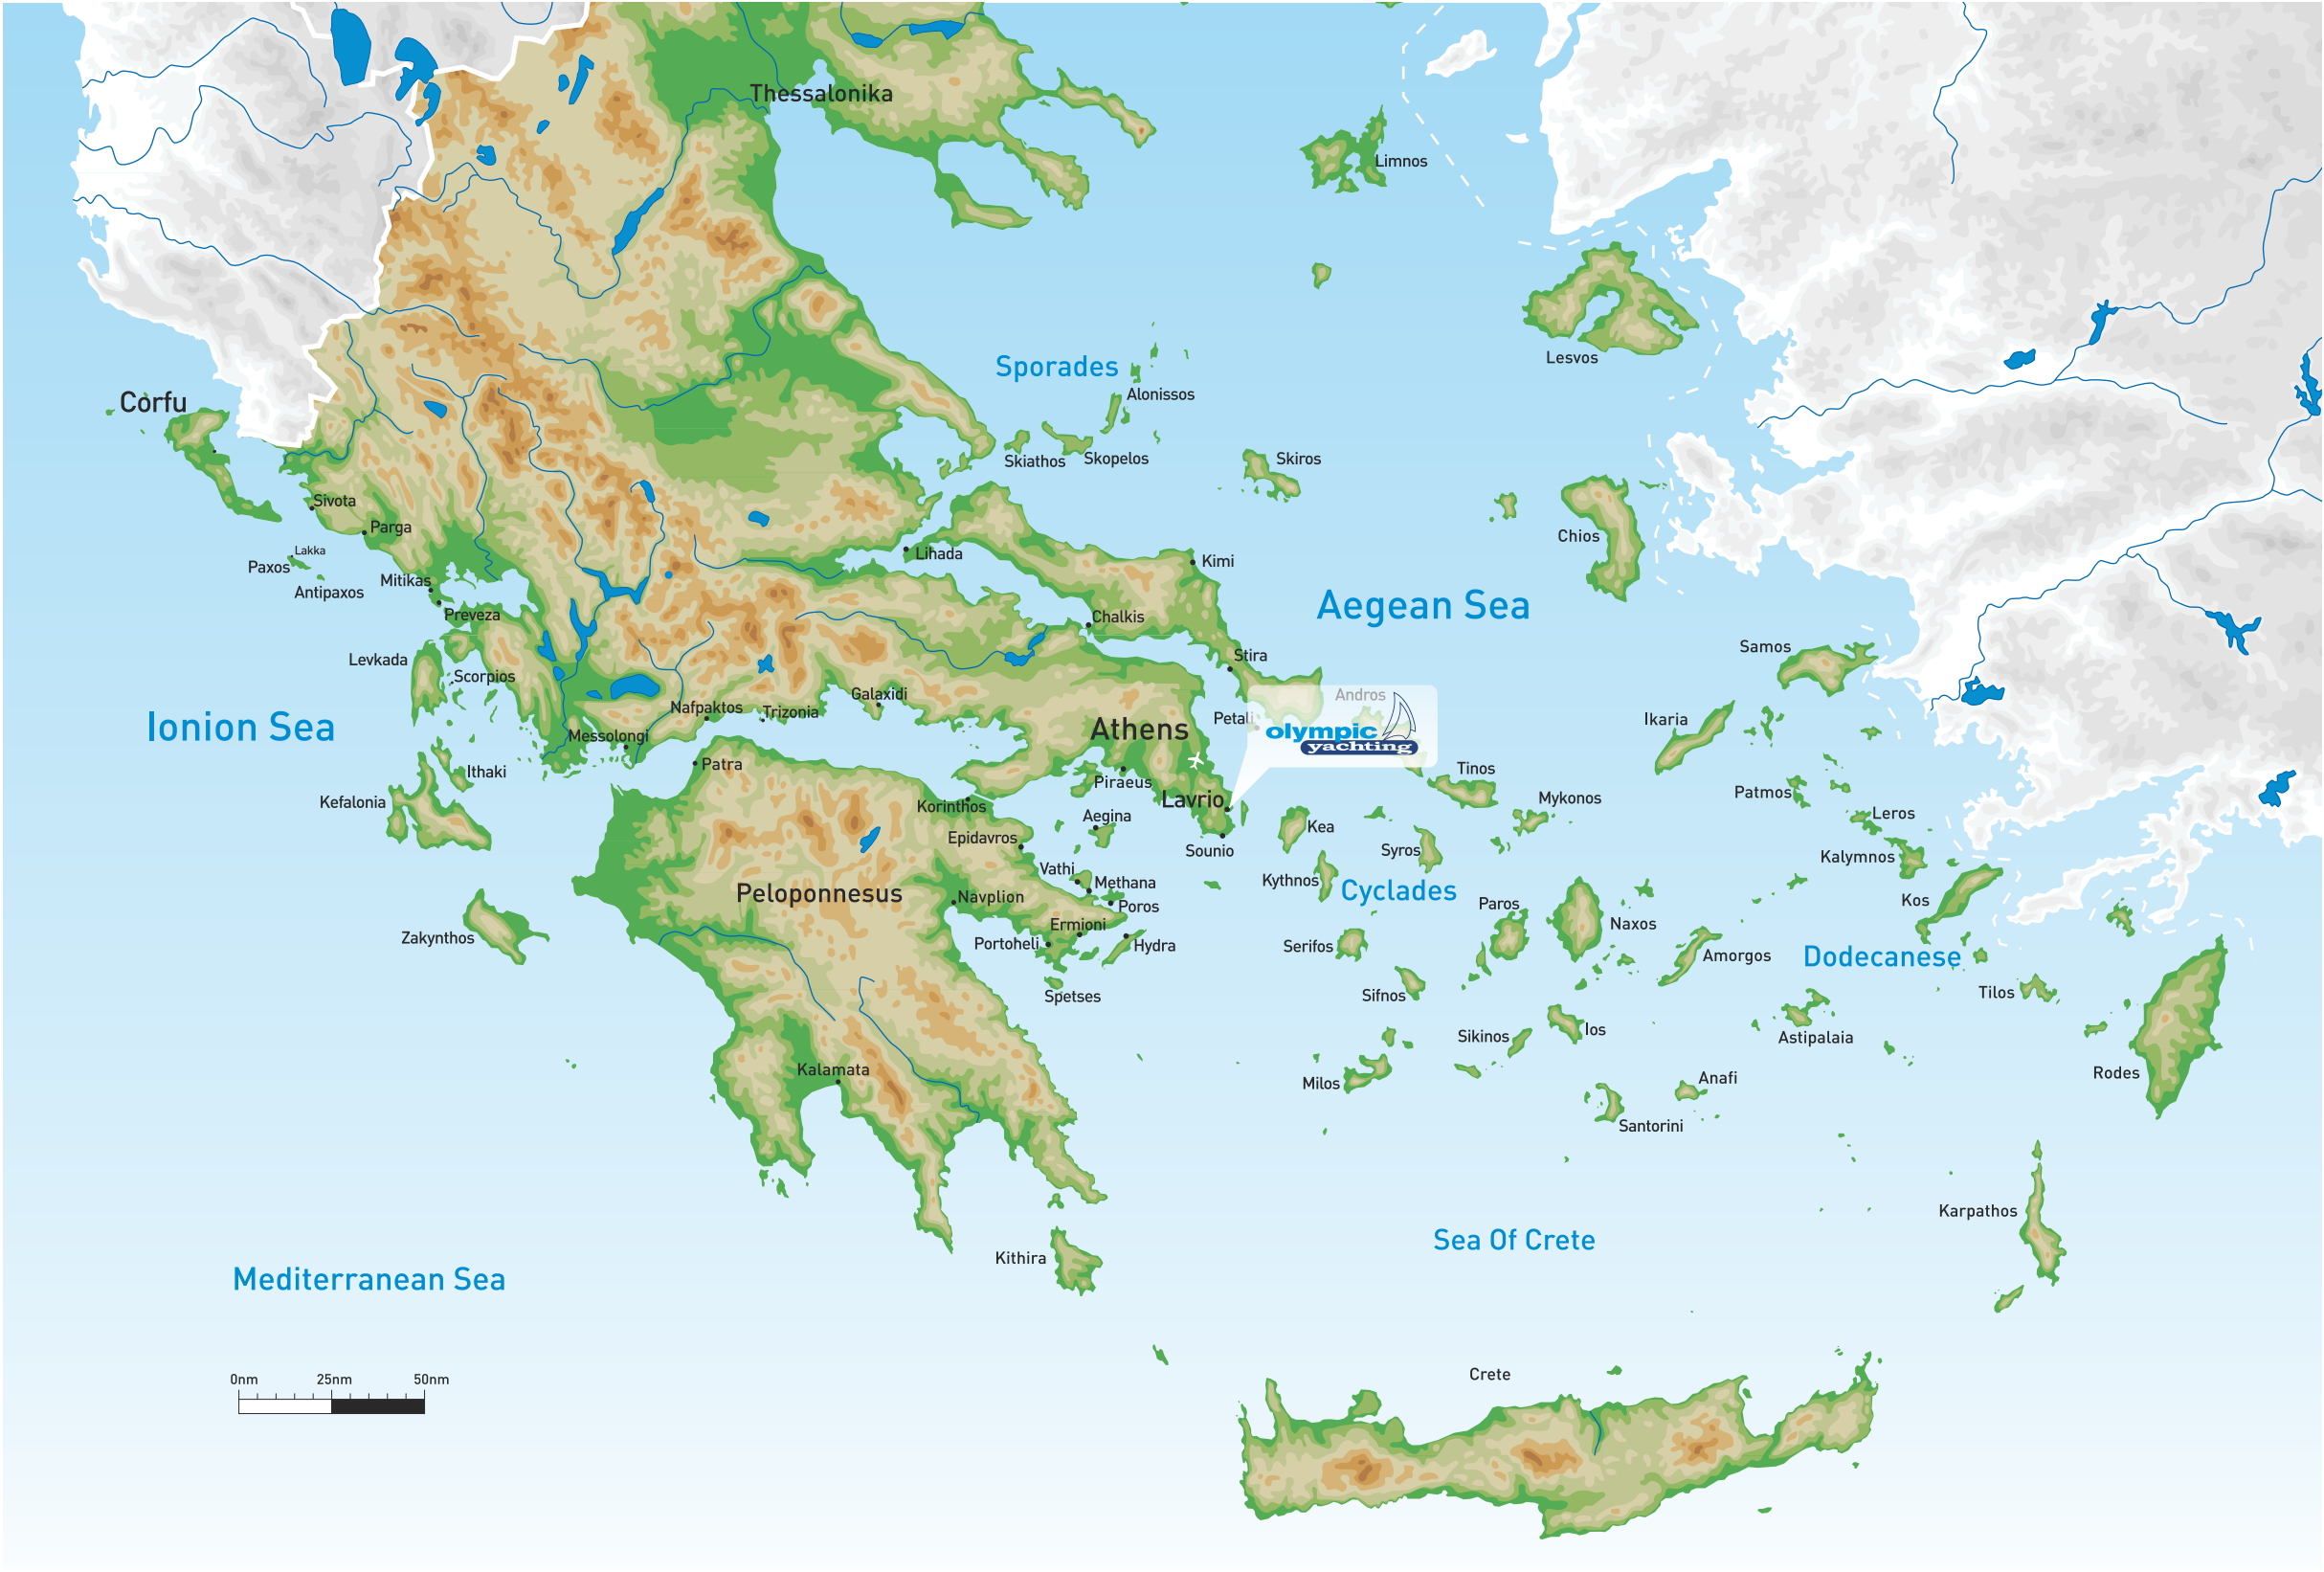 Thessalonika
Limnos
Lesvos
Sporades
Alonissos
Corfu
Skiathos
Skopelos
Skiros
Sivota
Parga
Chios
Lakka
Paxos
Lihada
Kimi
Mitikas
Antipaxos
Preveza
Aegean Sea
Chalkis
Samos
Levkada
Stira
Scorpios
Galaxidi
Andros
Nafpaktos
Trizonia
Petali
Ikaria
Ionion Sea
Athens
olympic
yachting
Messolongi
Patra
Ithaki
Piraeus
Tinos
Kefalonia
Korinthos
Lavrio
Mykonos
Patmos
Aegina
Kea
Leros
Epidavros
Sounio
Syros
Kalymnos
Vathi
Methana
Kythnos
Cyclades
Peloponnesus
Navplion
Poros
Paros
Kos
Ermioni
Naxos
Zakynthos
Portoheli
Hydra
Serifos
Amorgos
Dodecanese
Spetses
Sifnos
Tilos
Sikinos
Ios
Astipalaia
Kalamata
Milos
Anafi
Rodes
Santorini
Karpathos
Sea Of Crete
Kithira
Mediterranean Sea
Crete
0nm 25nm 50nm